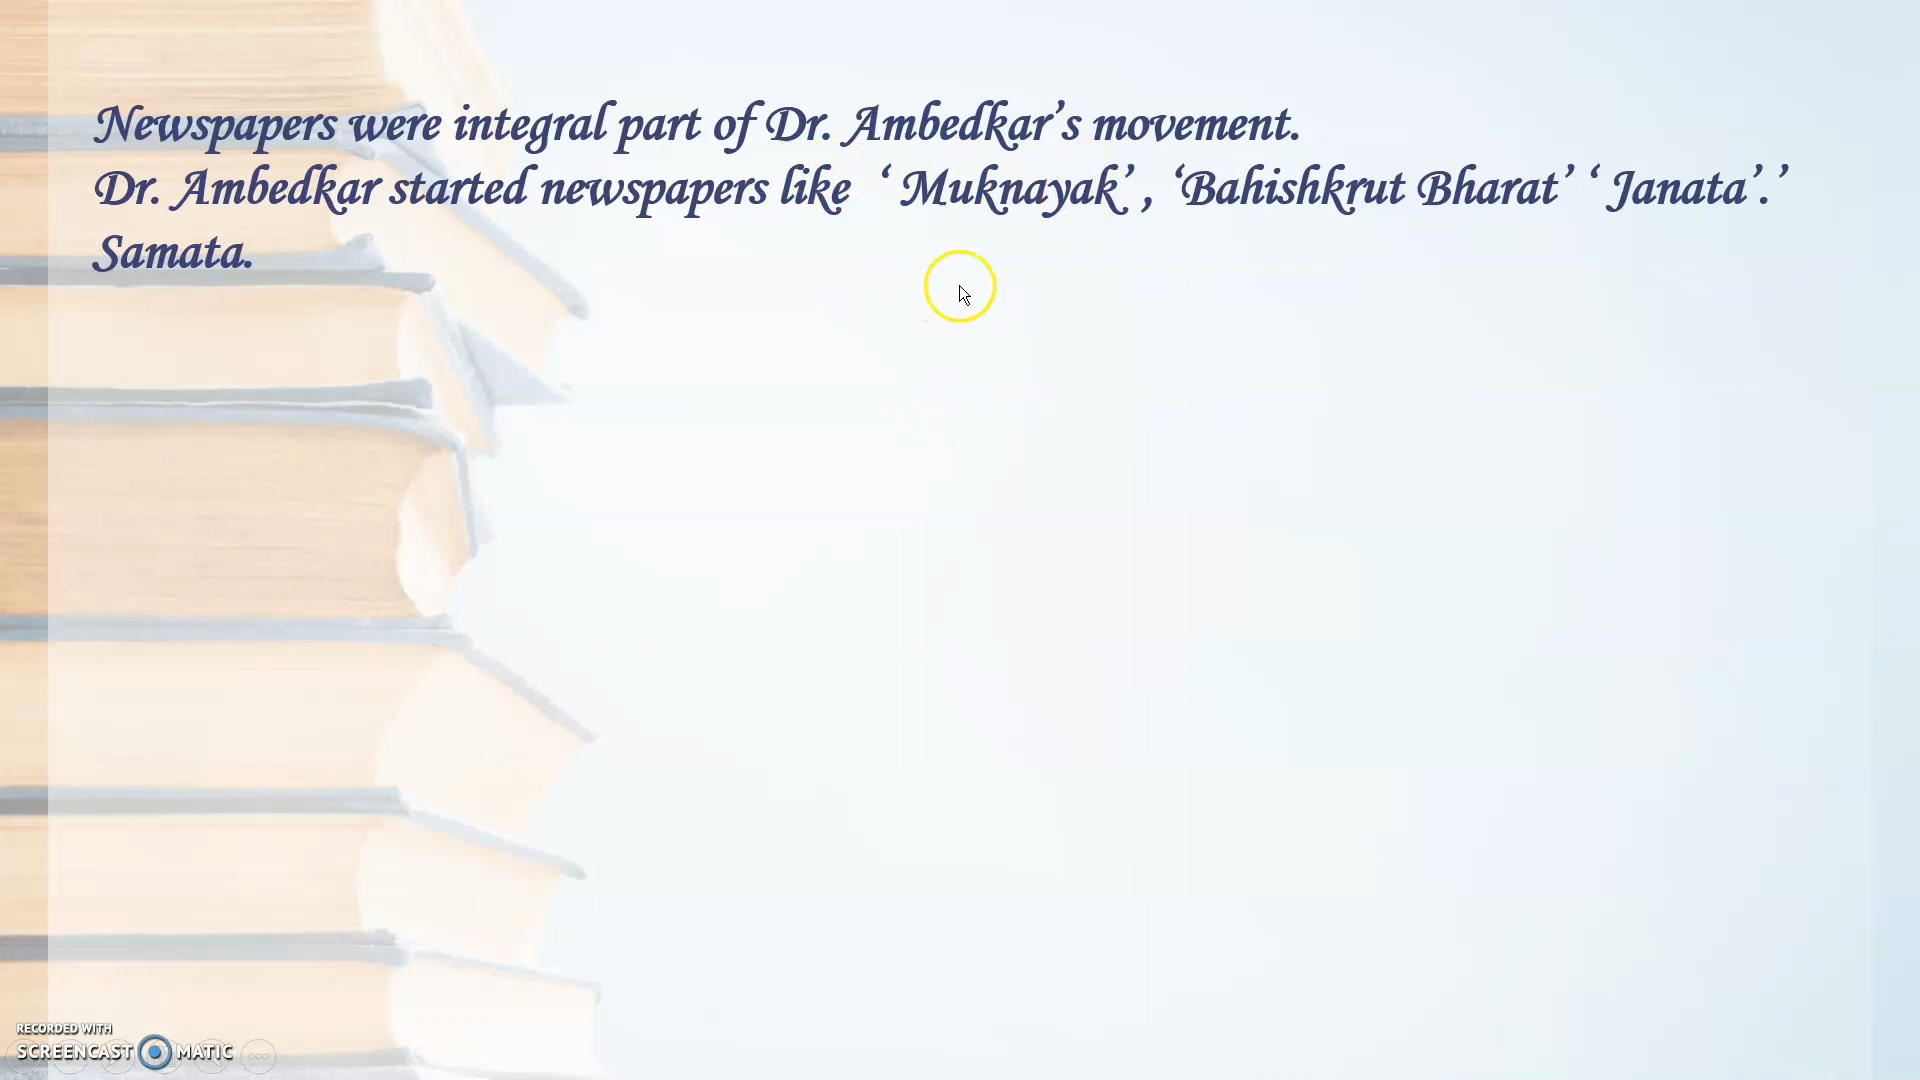 Newspapers were integral part of Dr. Ambedkar’s movement.
Dr. Ambedkar started newspapers like ‘ Muknayak’ , ‘Bahishkrut Bharat’ ‘ Janata’.’
Samata.
RECORDED WITH
SCREENCAST MATIC